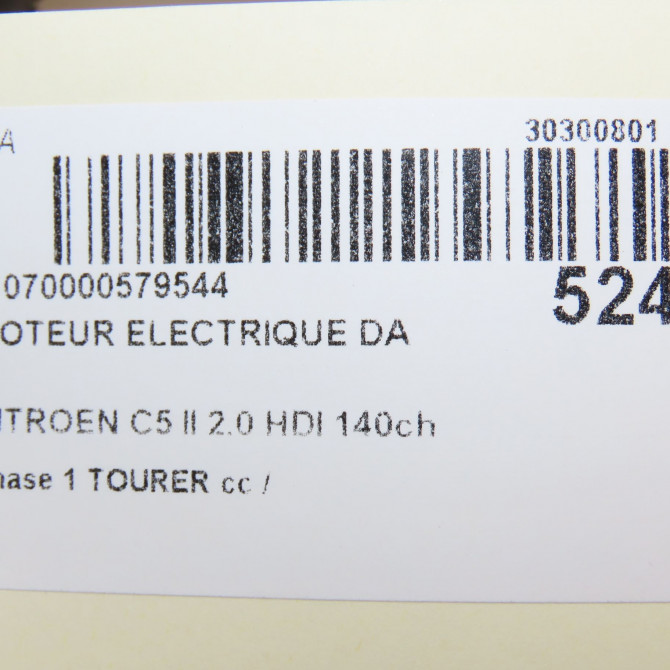 A 30300801
070000579544
524
OTEUR ELECTRIQUE DA
ITROEN C5 II 2.0 HDI 140ch
hase 1 TOURER cc /